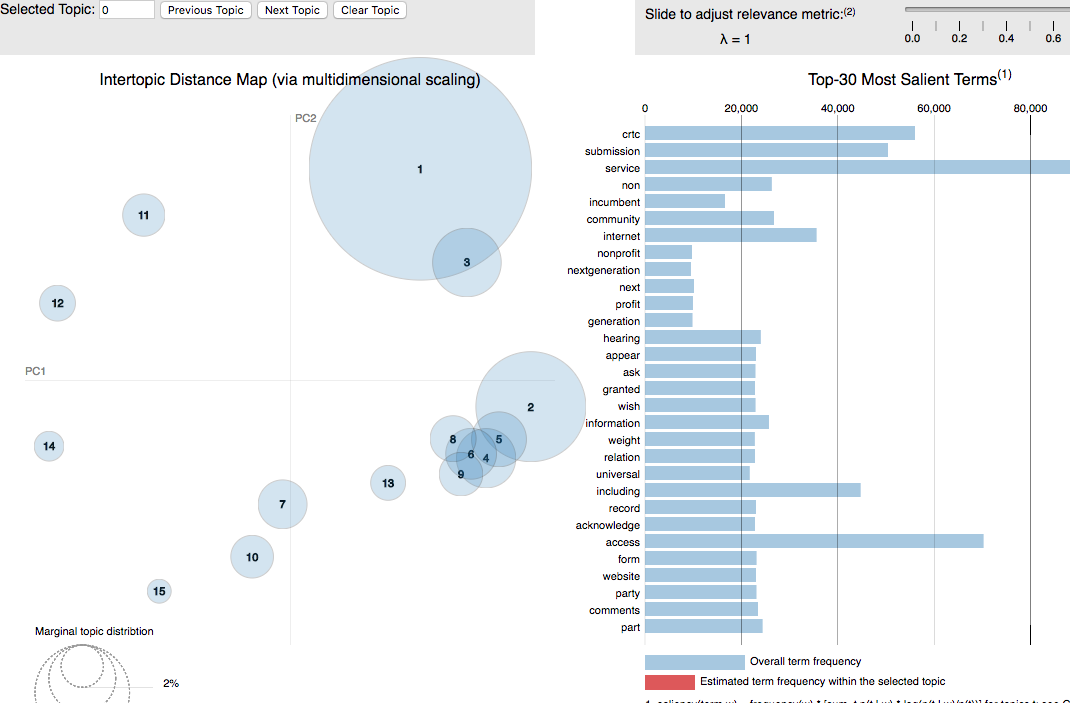 Selected Topic: 0 Previous Topic Next Topic Clear Topic
Slide to adjust relevance metric:(2)
λ = 1
0.0 0.2 0.4 0.6
Intertopic Distance Map (via multidimensional scaling)
PC2
PC1
1
3
11
12
2
14
8
5
6
4
9
13
7
10
15
Marginal topic distribtion
2%
Top-30 Most Salient Terms(1)
0 20,000 40,000 60,000 80,000
crtc
submission
service
non
incumbent
community
internet
nonprofit
nextgeneration
next
profit
generation
hearing
appear
ask
granted
wish
information
weight
relation
universal
including
record
acknowledge
access
form
website
party
comments
part
Overall term frequency
Estimated term frequency within the selected topic